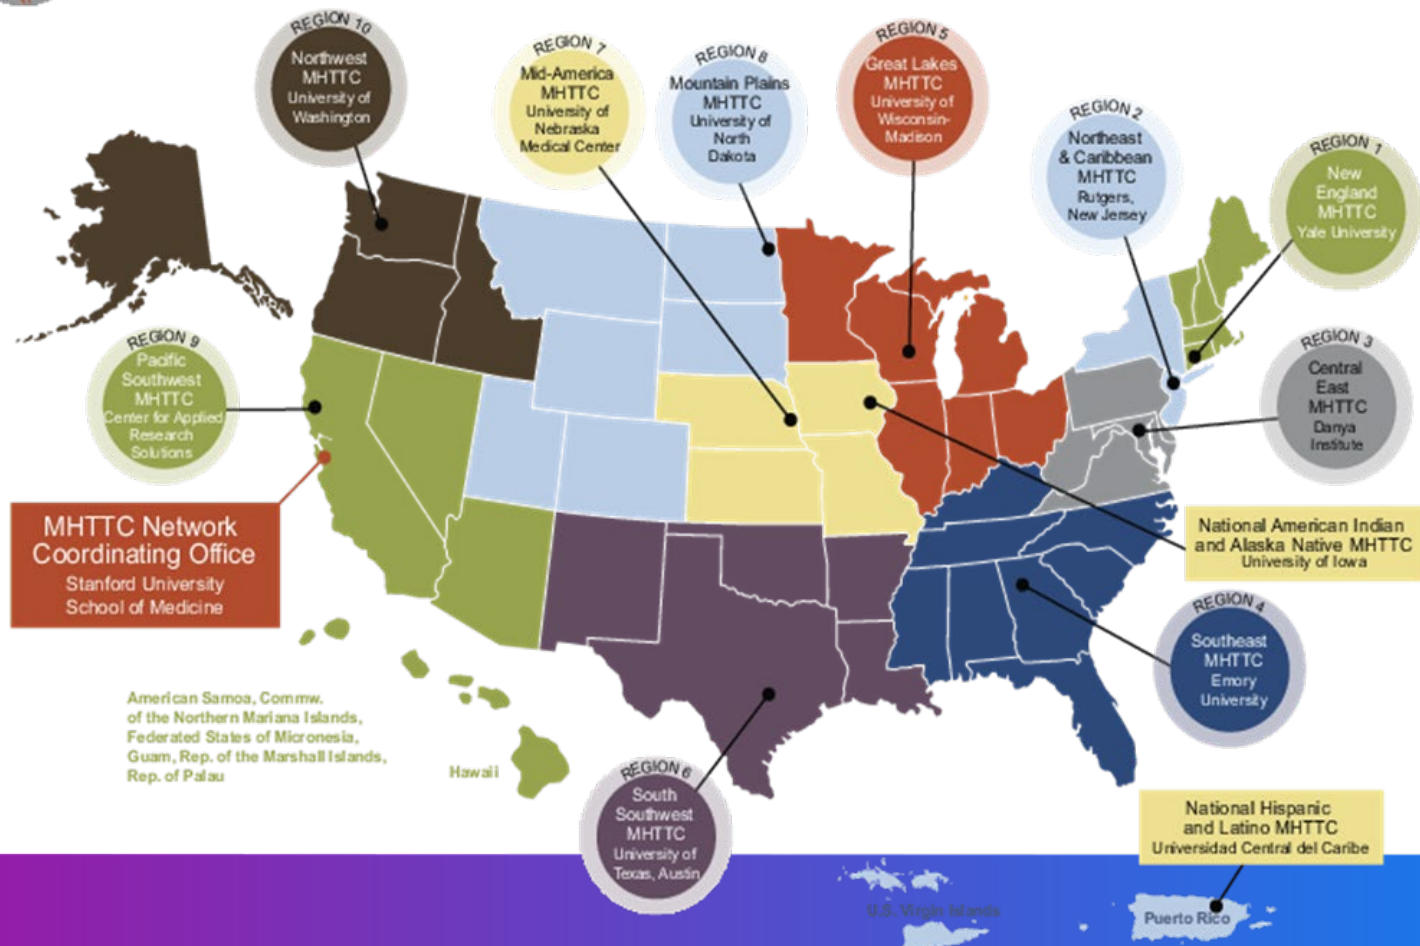 REGION 10
Northwest
MHTTC
University of
Washington
REGION 7
Mid-America
MHTTC
University of
Nebraska
Medical Center
REGION 8
Mountain Plains
MHTTC
University of
North
Dakota
REGION 5
Great Lakes
MHTTC
University of
Wisconsin-
Madison
REGION 2
Northeast
& Caribbean
MHTTC
Rutgers,
New Jersey
REGION 1
New
England
MHTTC
Yale University
REGION 9
Pacific
Southwest
MHTTC
Center for Applied
Research
Solutions
REGION 3
Central
East
MHTTC
Danya
Institute
MHTTC Network
Coordinating Office
Stanford University
School of Medicine
National American Indian
and Alaska Native MHTTC
University of Iowa
REGION 4
Southeast
MHTTC
Emory
University
American Samoa, Commw.
of the Northern Mariana Islands,
Federated States of Micronesia,
Guam, Rep. of the Marshall Islands,
Rep. of Palau
Hawaii
REGION 6
South
Southwest
MHTTC
University of
Texas, Austin
National Hispanic
and Latino MHTTC
Universidad Central del Caribe
U.S. Virgin Islands
Puerto Rico